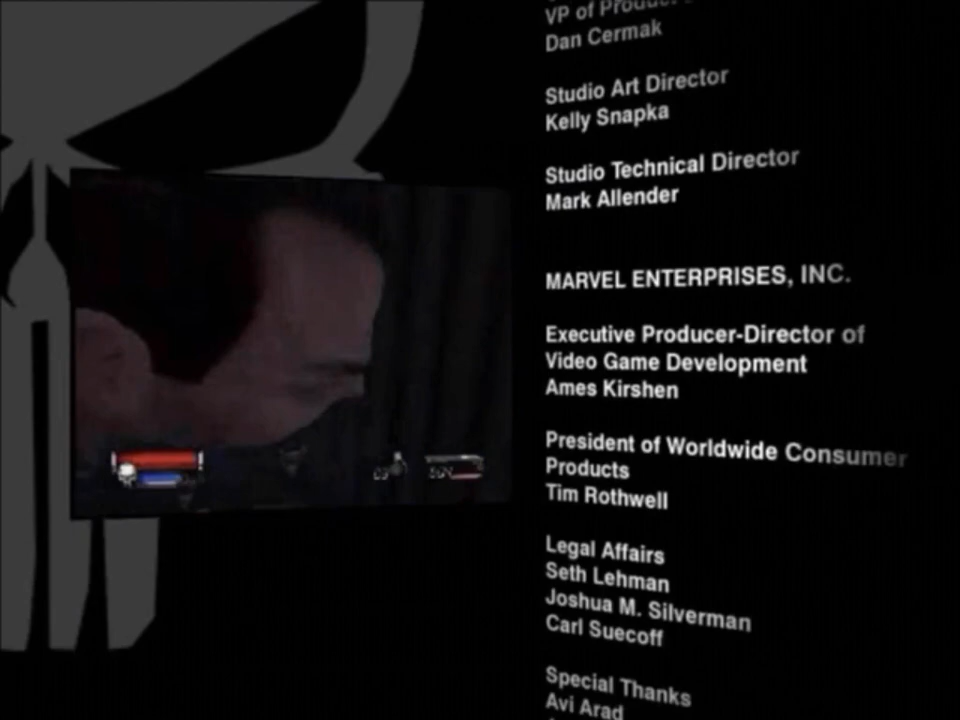 VP of
Dan Cermak
Studio Art Director
Kelly Snapka
Studio Technical Director
Mark Allender
MARVEL ENTERPRISES, INC.
Executive Producer-Director of
Video Game Development
Ames Kirshen
President of Worldwide Consumer
Products
Tim Rothwell
Legal Affairs
Seth Lehman
Joshua M. Silverman
Carl Suecoff
Special Thanks
Avi Arad